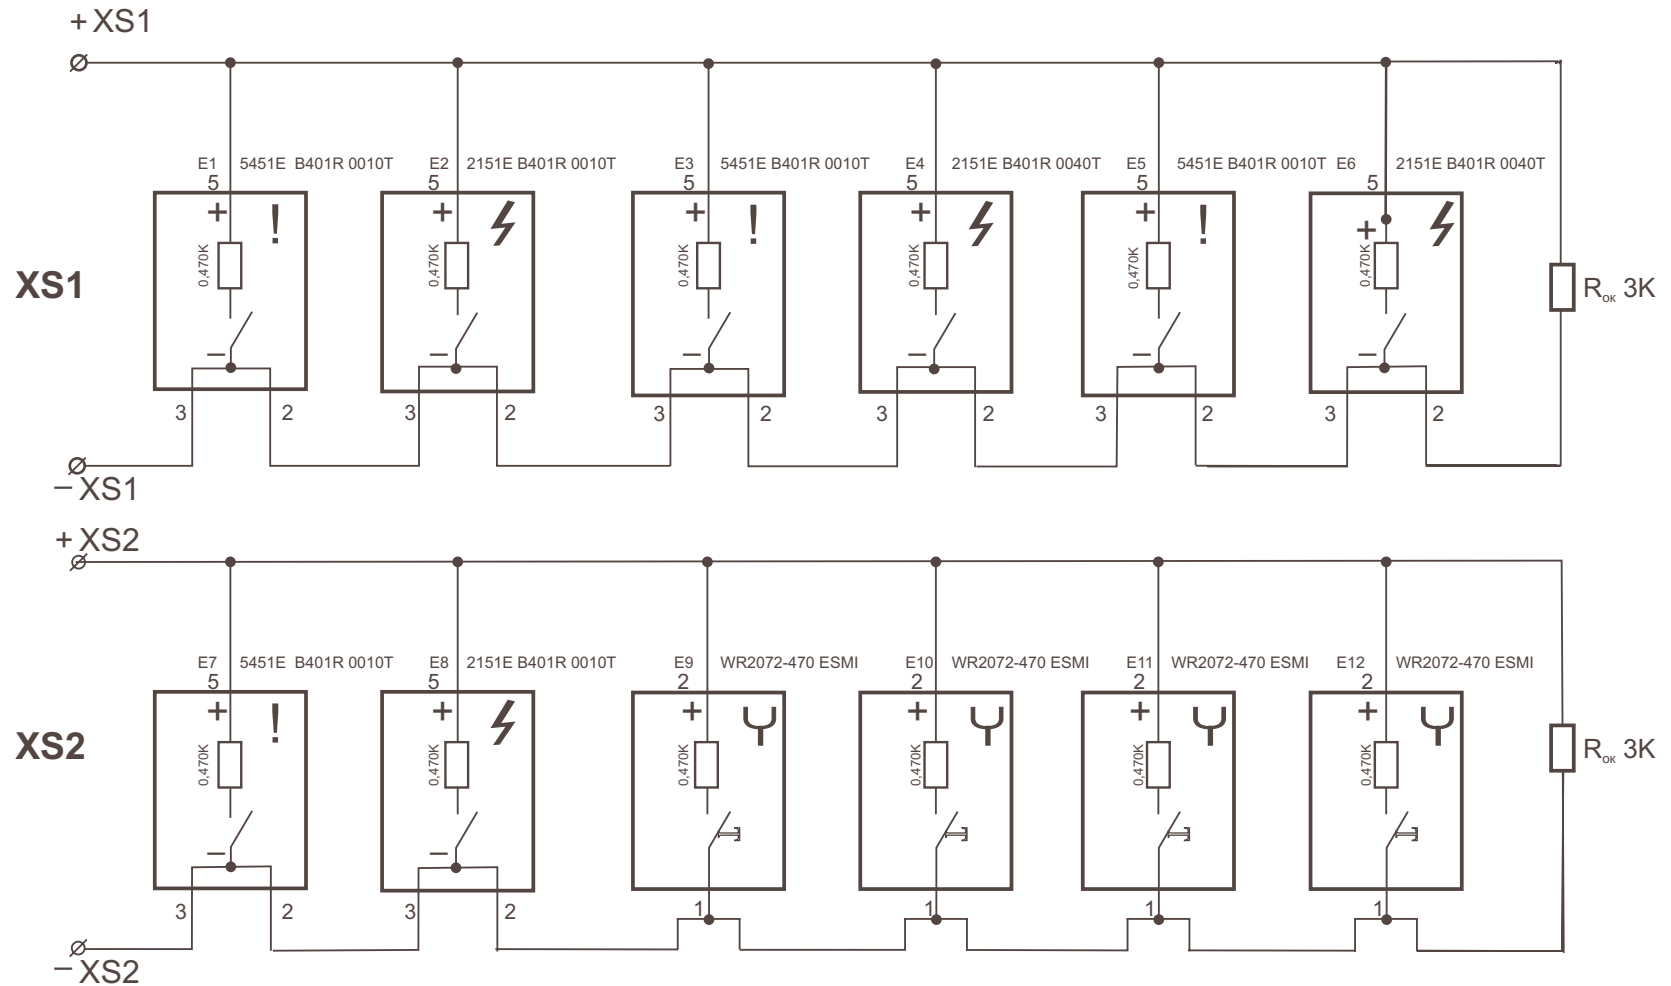 + XS1
E1 5451E B401R 0010T E2 2151E B401R 0010T E3 5451E B401R 0010T E4 2151E B401R 0040T E5 5451E B401R 0010T E6 2151E B401R 0040T
5 5 5 5 5 5
+ ! + + ! + + ! +
0,470K 0,470K 0,470K 0,470K 0,470K 0,470K
XS1 Rок 3K
– – – – – –
3 2 3 2 3 2 3 2 3 2 3 2
– XS1
+ XS2
E7 5451E B401R 0010T E8 2151E B401R 0010T E9 WR2072-470 ESMI E10 WR2072-470 ESMI E11 WR2072-470 ESMI E12 WR2072-470 ESMI
5 5 2 2 2 2
+ ! + + + + +
XS2 Rок 3K
0,470K 0,470K 0,470K 0,470K 0,470K 0,470K
– –
3 2 3 2 1 1 1 1
– XS2